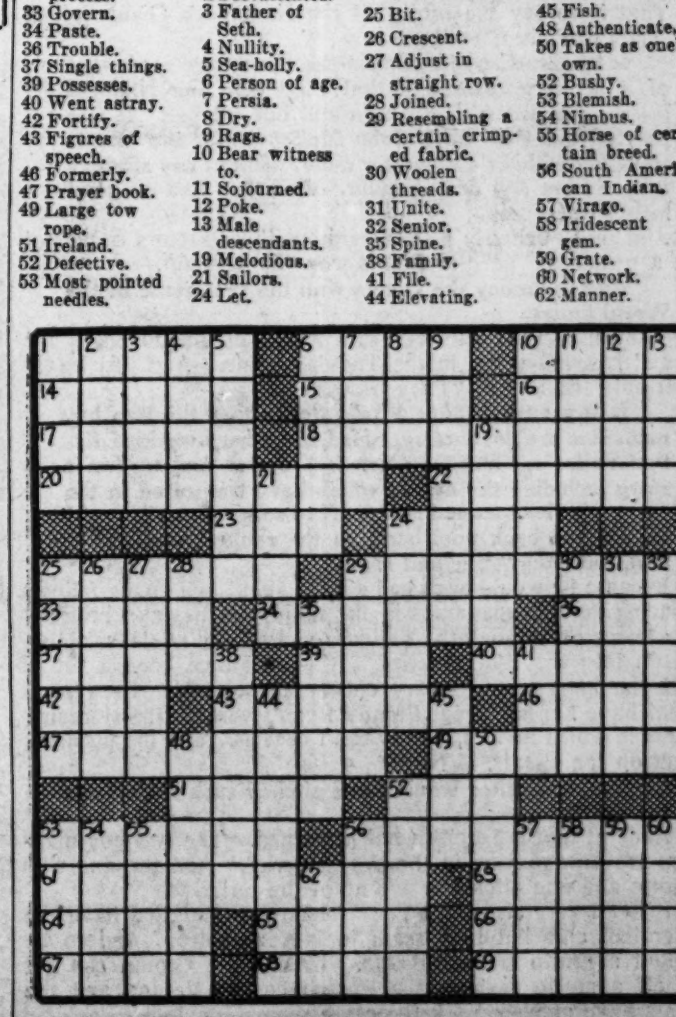 33 Govern.
34 Paste.
36 Trouble.
37 Single things.
39 Possesses.
40 Went astray.
42 Fortify.
43 Figures of
speech.
46 Formerly.
47 Prayer book.
49 Large tow
rope.
51 Ireland.
52 Defective.
53 Most pointed
needles.
3 Father of
Seth.
4 Nullity.
5 Sea-holly.
6 Person of age.
7 Persia.
8 Dry.
9 Rags.
10 Bear witness
to.
11 Sojourned.
12 Poke.
13 Male
descendants.
19 Melodious.
21 Sailors.
24 Let.
25 Bit.
26 Crescent.
27 Adjust in
straight row.
28 Joined.
29 Resembling a
certain crimp-
ed fabric.
30 Woolen
threads.
31 Unite.
32 Senior.
35 Spine.
38 Family.
41 File.
44 Elevating.
45 Fish.
48 Authenticate.
50 Takes as one
own.
52 Bushy.
53 Blemish.
54 Nimbus.
55 Horse of cer
tain breed.
56 South Ameri
can Indian.
57 Virago.
58 Iridescent
gem.
59 Grate.
60 Network.
62 Manner.
1 2 3 4 5 6 7 8 9 10 11 12 13
14 15 16
17 18 19
20 21 22
23 24
25 26 27 28 29 30 31 32
33 34 35 36
37 38 39 40 41
42 43 44 45 46
47 48 49 50
51 52
53 54 55 56 57 58 59 60
61 62 63
64 65 66
67 68 69